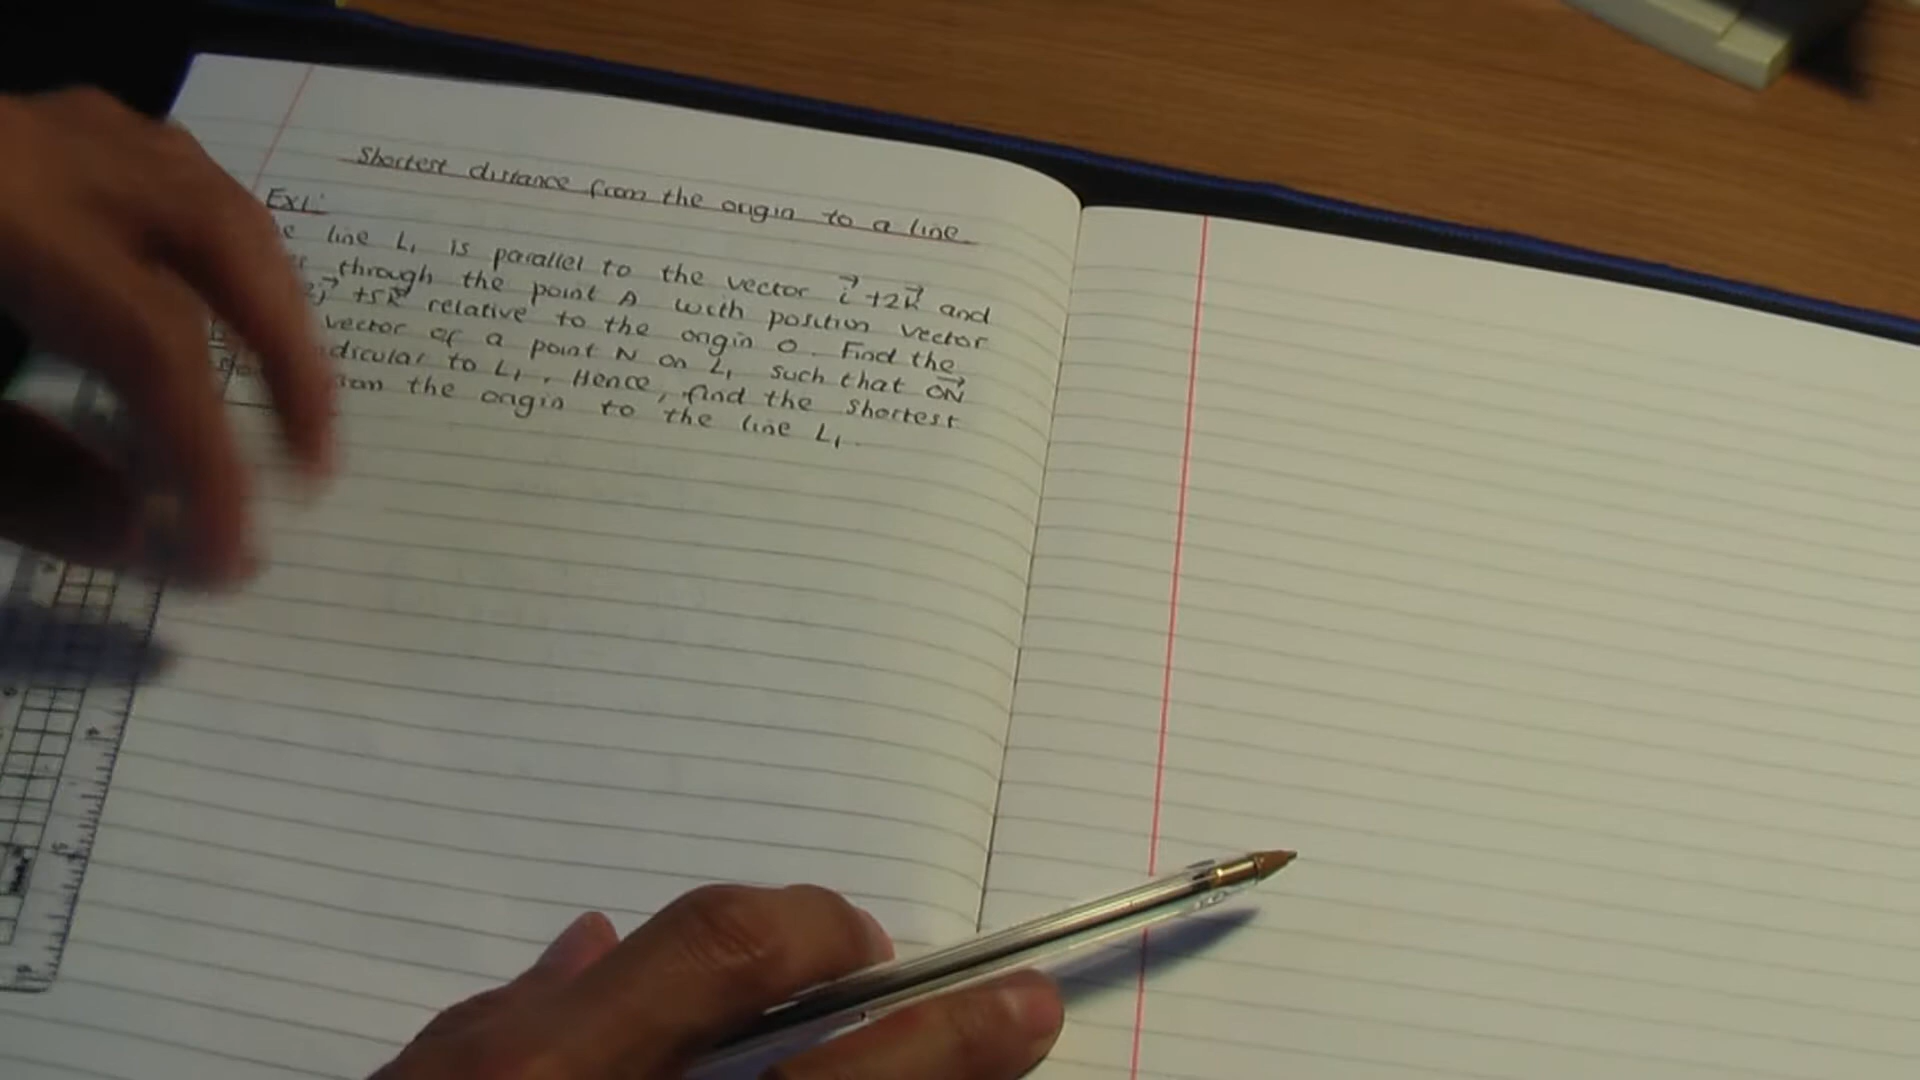 Shortest distance from the origin to a line
Ex1:
line L₁ is parallel to the vector i⃗ + 2k⃗ and
through the point A with position vector
2j⃗ + 5k⃗ relative to the origin O. Find the
vector of a point N on L₁ such that ON⃗
to L₁. Hence, find the shortest
the origin to the line L₁.